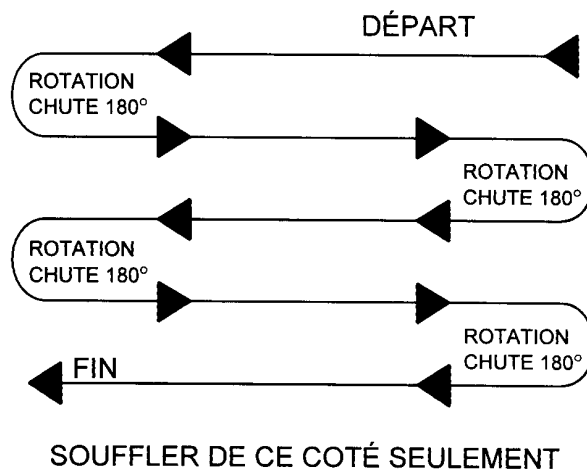 DÉPART
ROTATION
CHUTE 180°
ROTATION
CHUTE 180°
ROTATION
CHUTE 180°
ROTATION
CHUTE 180°
FIN
SOUFFLER DE CE COTÉ SEULEMENT